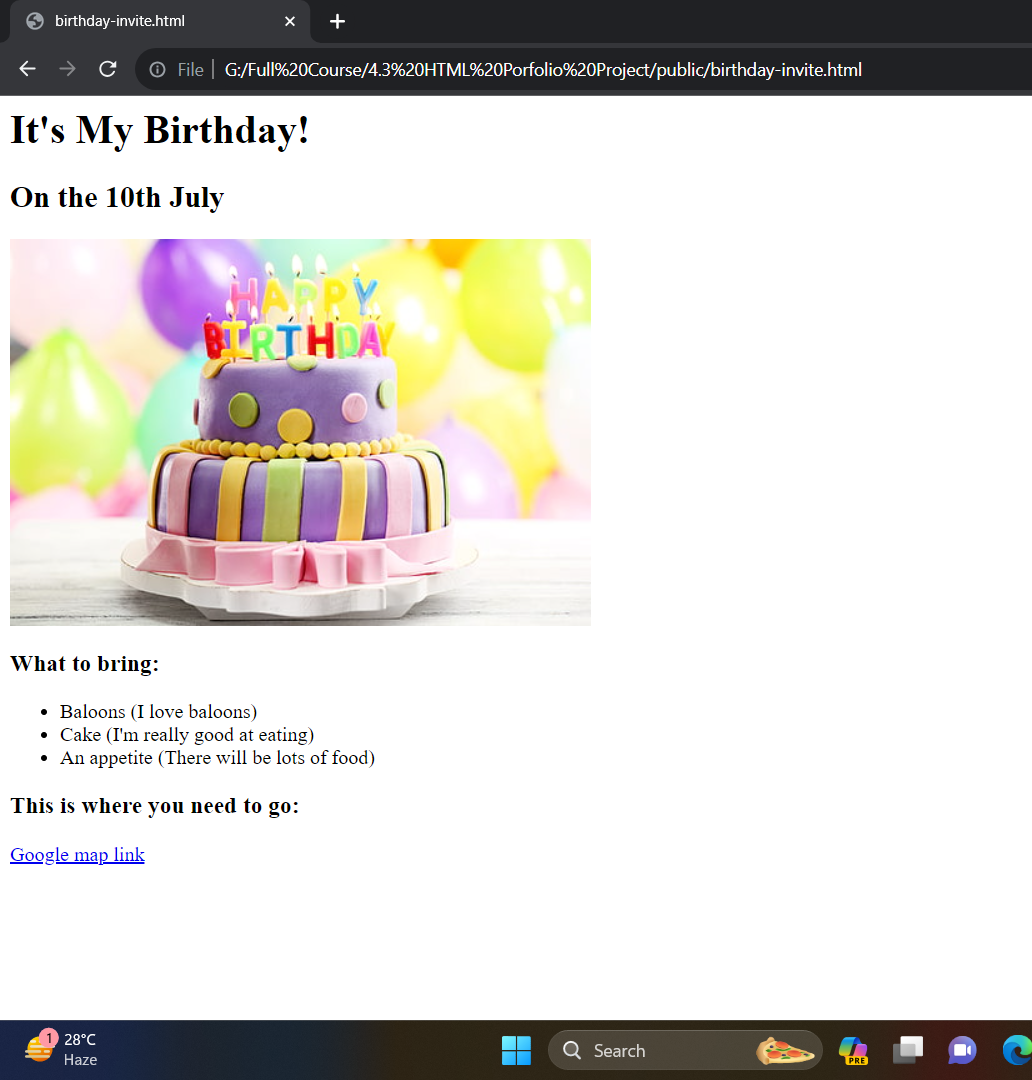 birthday-invite.html
File
G:/Full%20Course/4.3%20HTML%20Porfolio%20Project/public/birthday-invite.html
It's My Birthday!
On the 10th July
HAPPY
BIRTHDAY
What to bring:
Baloons (I love baloons)
Cake (I'm really good at eating)
An appetite (There will be lots of food)
This is where you need to go:
Google map link
1
28°C
Haze
Search
PRE